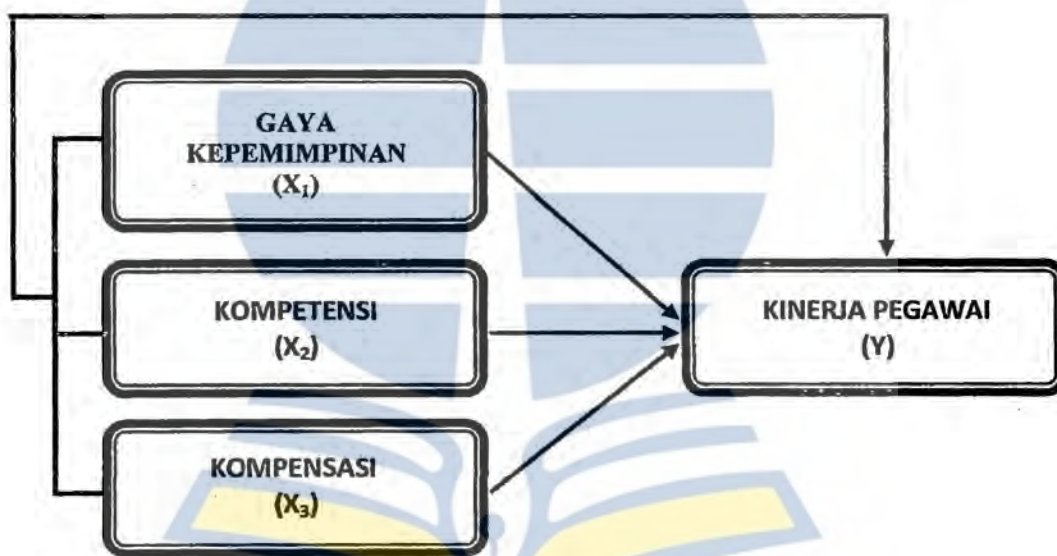 GAYA
KEPEMIMPINAN
(X₁)
KOMPETENSI
(X₂)
KOMPENSASI
(X₃)
KINERJA PEGAWAI
(Y)